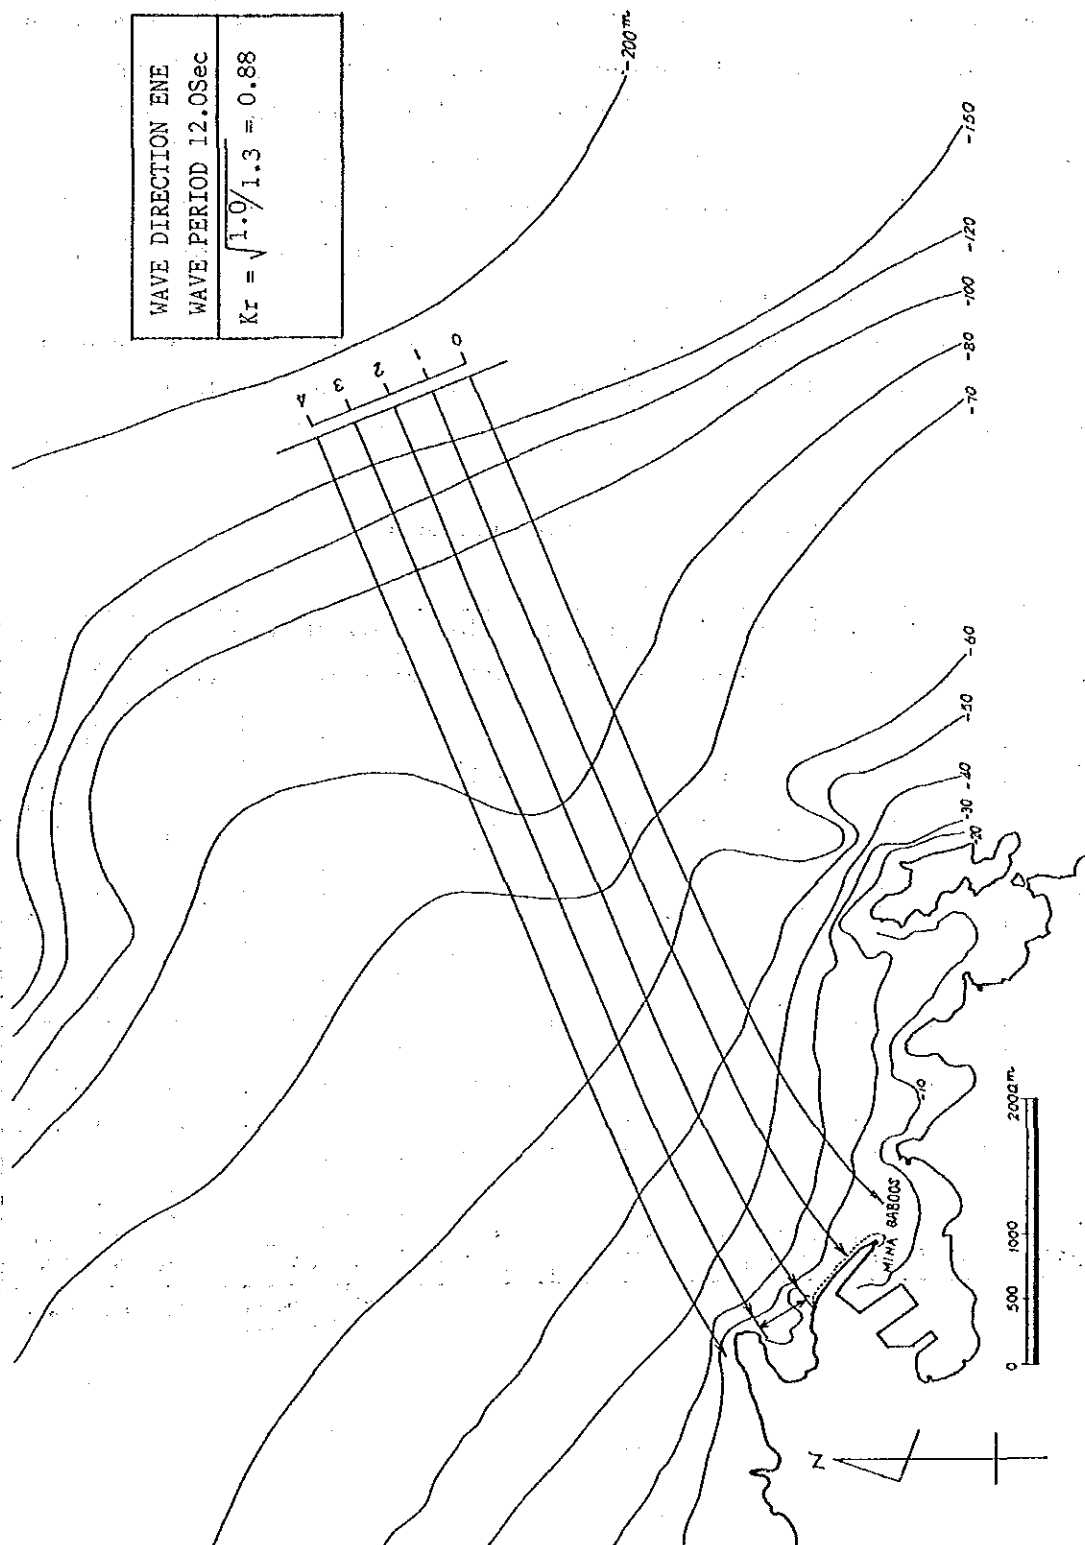 WAVE DIRECTION ENE
WAVE PERIOD 12.0Sec
Kr = √1.0/1.3 = 0.88
-200m
-150
-120
-100
-80
-70
-60
-50
-40
-30
-20
-10
4
3
2
1
0
MINA QABOOS
0 500 1000 2000m
N